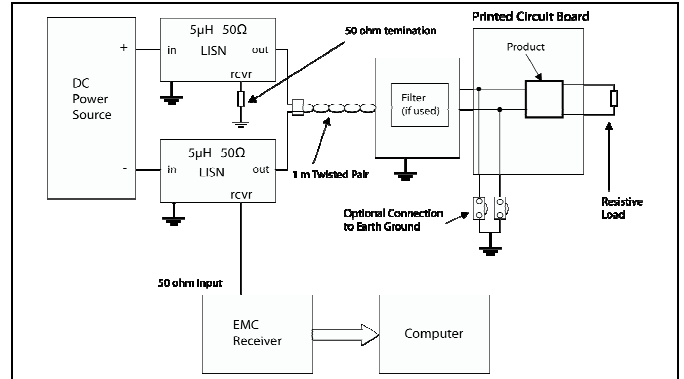 Printed Circuit Board
5μH 50Ω
50 ohm temination
+
in
out
LISN
Product
rcvr
DC
Power
Source
Filter
(if used)
5μH 50Ω
-
in
out
LISN
1 m Twisted Pair
rcvr
Resistive
Load
Optional Connection
to Earth Ground
50 ohm input
EMC
Receiver
Computer